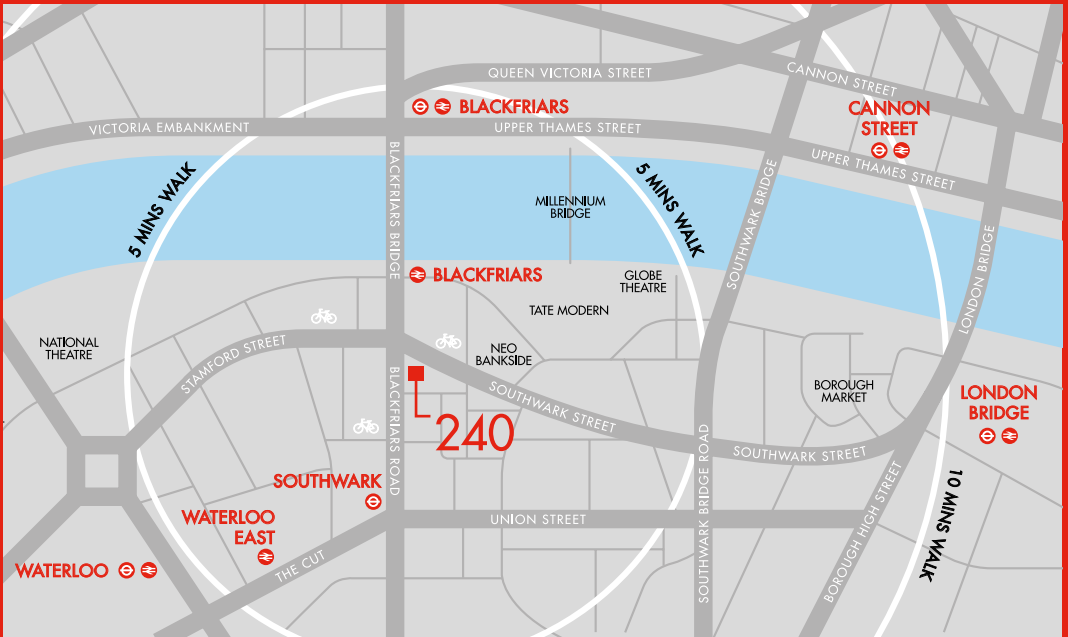 QUEEN VICTORIA STREET
CANNON STREET
BLACKFRIARS
CANNON
STREET
VICTORIA EMBANKMENT
UPPER THAMES STREET
UPPER THAMES STREET
5 MINS WALK
BLACKFRIARS BRIDGE
MILLENNIUM
BRIDGE
5 MINS WALK
SOUTHWARK BRIDGE
LONDON BRIDGE
BLACKFRIARS
GLOBE
THEATRE
TATE MODERN
NATIONAL
THEATRE
STAMFORD STREET
NEO
BANKSIDE
BLACKFRIARS ROAD
SOUTHWARK STREET
BOROUGH
MARKET
LONDON
BRIDGE
240
SOUTHWARK BRIDGE ROAD
SOUTHWARK STREET
SOUTHWARK
BOROUGH HIGH STREET
10 MINS WALK
WATERLOO
EAST
UNION STREET
WATERLOO
THE CUT